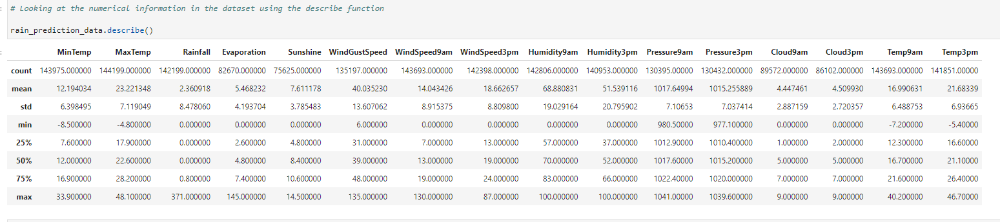 # Looking at the numerical information in the dataset using the describe function
rain_prediction_data.describe()
MinTemp MaxTemp Rainfall Evaporation Sunshine WindGustSpeed WindSpeed9am WindSpeed3pm Humidity9am Humidity3pm Pressure9am Pressure3pm Cloud9am Cloud3pm Temp9am Temp3pm
count 143975.000000 144199.000000 142199.000000 82670.000000 75625.000000 135197.000000 143693.000000 142398.000000 142806.000000 140953.000000 130395.00000 130432.000000 89572.000000 86102.000000 143693.000000 141851.00000
mean 12.194034 23.221348 2.360918 5.468232 7.611178 40.035230 14.043426 18.662657 68.880831 51.539116 1017.64994 1015.255889 4.447461 4.509930 16.990631 21.68339
std 6.398495 7.119049 8.478060 4.193704 3.785483 13.607062 8.915375 8.809800 19.029164 20.795902 7.10653 7.037414 2.887159 2.720357 6.488753 6.93665
min -8.500000 -4.800000 0.000000 0.000000 0.000000 6.000000 0.000000 0.000000 0.000000 0.000000 980.50000 977.100000 0.000000 0.000000 -7.200000 -5.40000
25% 7.600000 17.900000 0.000000 2.600000 4.800000 31.000000 7.000000 13.000000 57.000000 37.000000 1012.90000 1010.400000 1.000000 2.000000 12.300000 16.60000
50% 12.000000 22.600000 0.000000 4.800000 8.400000 39.000000 13.000000 19.000000 70.000000 52.000000 1017.60000 1015.200000 5.000000 5.000000 16.700000 21.10000
75% 16.900000 28.200000 0.800000 7.400000 10.600000 48.000000 19.000000 24.000000 83.000000 66.000000 1022.40000 1020.000000 7.000000 7.000000 21.600000 26.40000
max 33.900000 48.100000 371.000000 145.000000 14.500000 135.000000 130.000000 87.000000 100.000000 100.000000 1041.00000 1039.600000 9.000000 9.000000 40.200000 46.70000